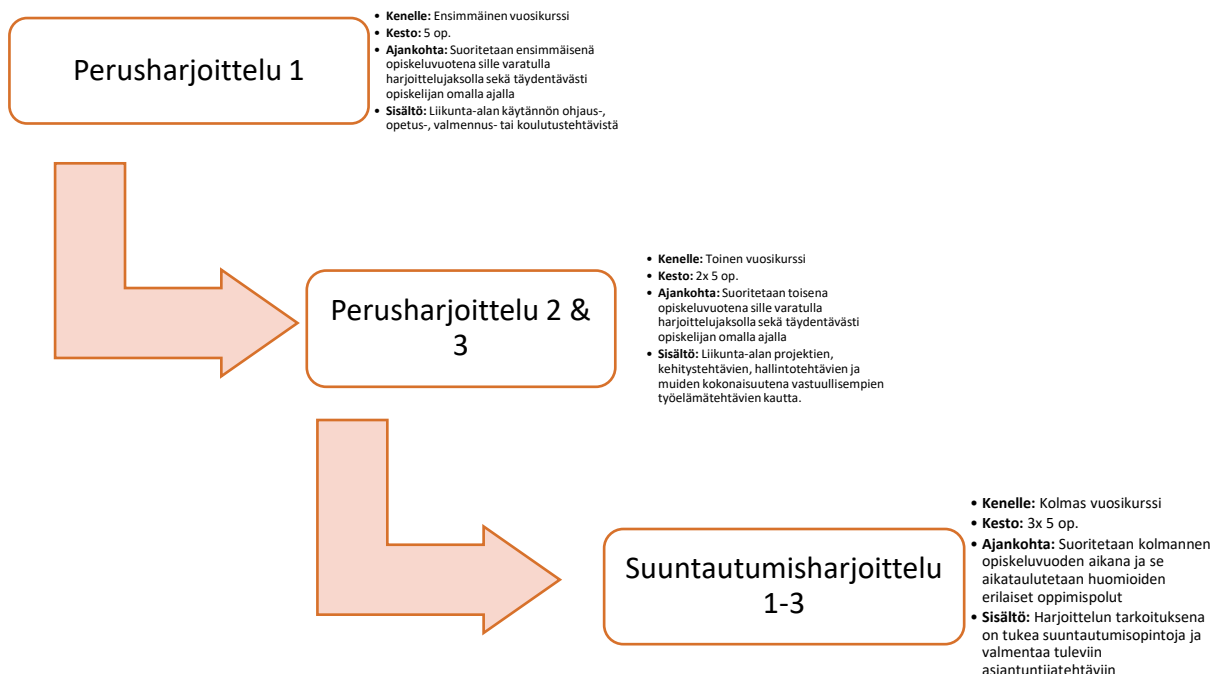 Perusharjoittelu 1
• Kenelle: Ensimmäinen vuosikurssi
• Kesto: 5 op.
• Ajankohta: Suoritetaan ensimmäisenä
opiskeluvuotena sille varatulla
harjoittelujaksolla sekä täydentävästi
opiskelijan omalla ajalla
• Sisältö: Liikunta-alan käytännön ohjaus-,
opetus-, valmennus- tai koulutustehtävistä
Perusharjoittelu 2 &
3
• Kenelle: Toinen vuosikurssi
• Kesto: 2x 5 op.
• Ajankohta: Suoritetaan toisena
opiskeluvuotena sille varatulla
harjoittelujaksolla sekä täydentävästi
opiskelijan omalla ajalla
• Sisältö: Liikunta-alan projektien,
kehitystehtävien, hallintotehtävien ja
muiden kokonaisuutena vastuullisempien
työelämätehtävien kautta.
Suuntautumisharjoittelu
1-3
• Kenelle: Kolmas vuosikurssi
• Kesto: 3x 5 op.
• Ajankohta: Suoritetaan kolmannen
opiskeluvuoden aikana ja se
aikataulutetaan huomioiden
erilaiset oppimispolut
• Sisältö: Harjoittelun tarkoituksena
on tukea suuntautumisopintoja ja
valmentaa tuleviin
asiantuntijatehtäviin